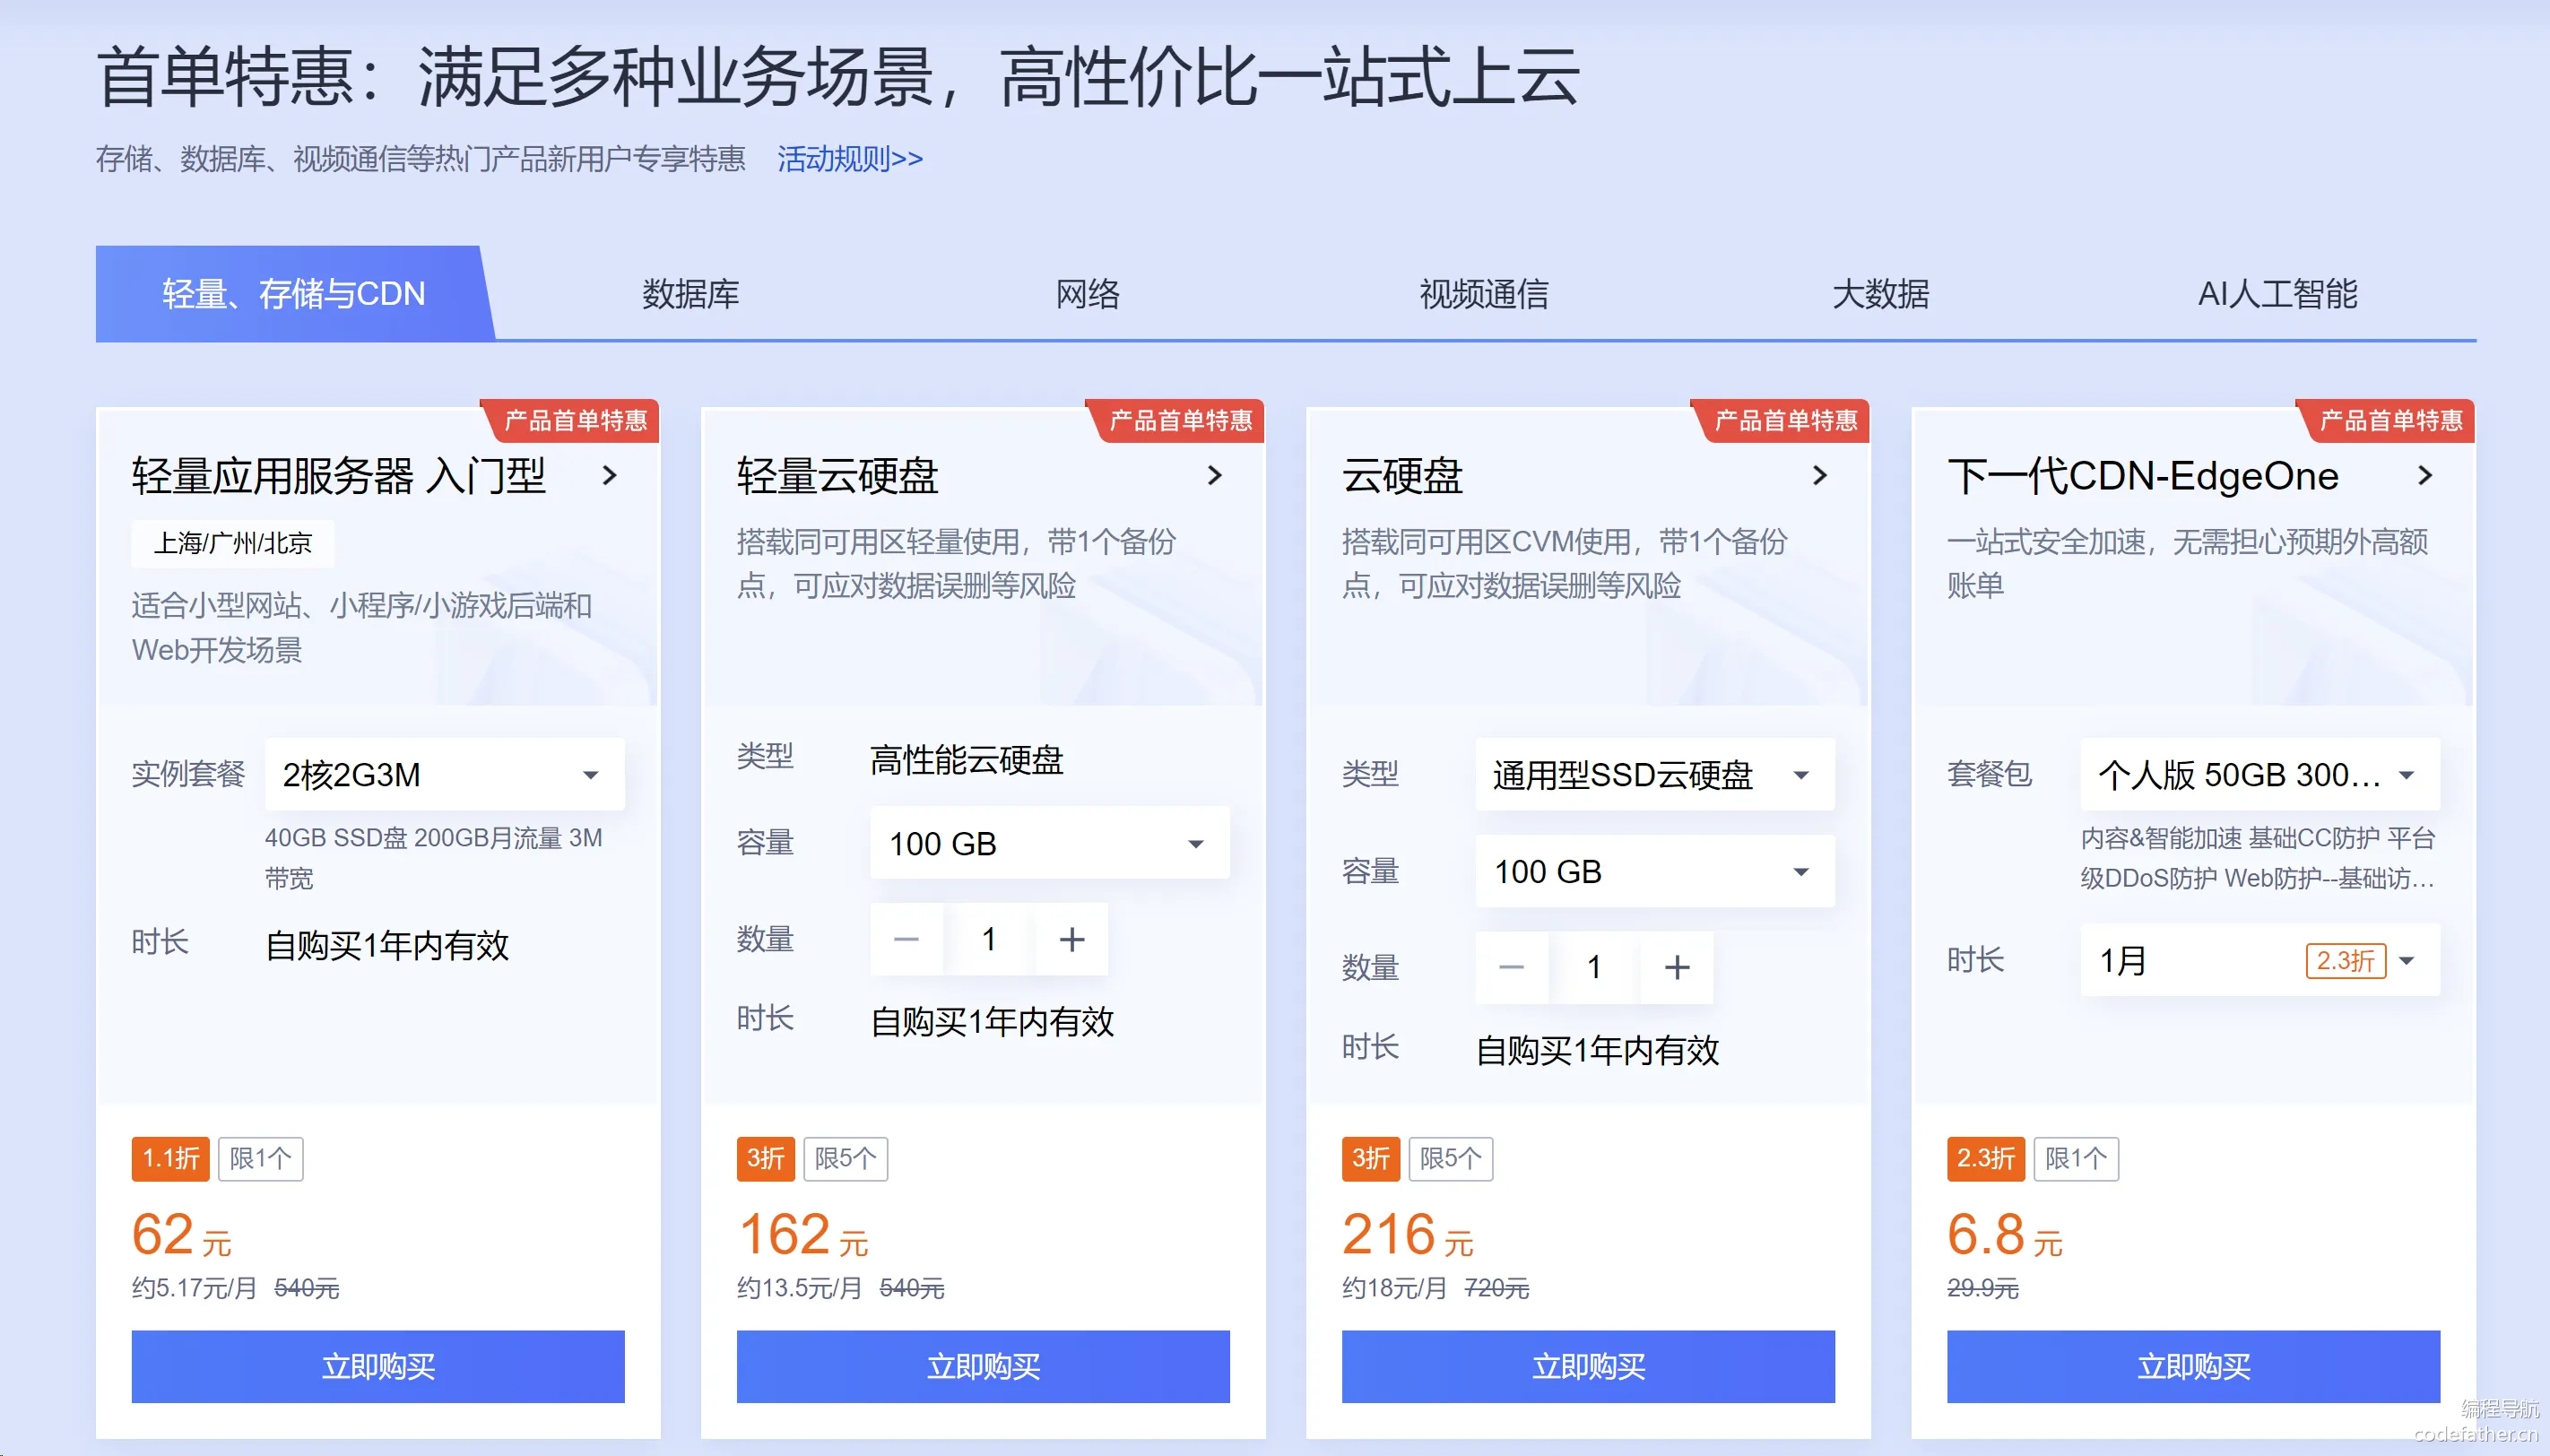 首单特惠：满足多种业务场景，高性价比一站式上云
存储、数据库、视频通信等热门产品新用户专享特惠 活动规则>>
轻量、存储与CDN 数据库 网络 视频通信 大数据 AI人工智能
产品首单特惠
轻量应用服务器 入门型
上海/广州/北京
适合小型网站、小程序/小游戏后端和
Web开发场景
实例套餐 2核2G3M
40GB SSD盘 200GB月流量 3M
带宽
时长 自购买1年内有效
1.1折 限1个
62 元
约5.17元/月 540元
立即购买
产品首单特惠
轻量云硬盘
搭载同可用区轻量使用，带1个备份
点，可应对数据误删等风险
类型 高性能云硬盘
容量 100 GB
数量 1
时长 自购买1年内有效
3折 限5个
162 元
约13.5元/月 540元
立即购买
产品首单特惠
云硬盘
搭载同可用区CVM使用，带1个备份
点，可应对数据误删等风险
类型 通用型SSD云硬盘
容量 100 GB
数量 1
时长 自购买1年内有效
3折 限5个
216 元
约18元/月 720元
立即购买
产品首单特惠
下一代CDN-EdgeOne
一站式安全加速，无需担心预期外高额
账单
套餐包 个人版 50GB 300...
内容&智能加速 基础CC防护 平台
级DDoS防护 Web防护--基础访...
时长 1月 2.3折
2.3折 限1个
6.8 元
29.9元
立即购买
编程导航
codefather.cn